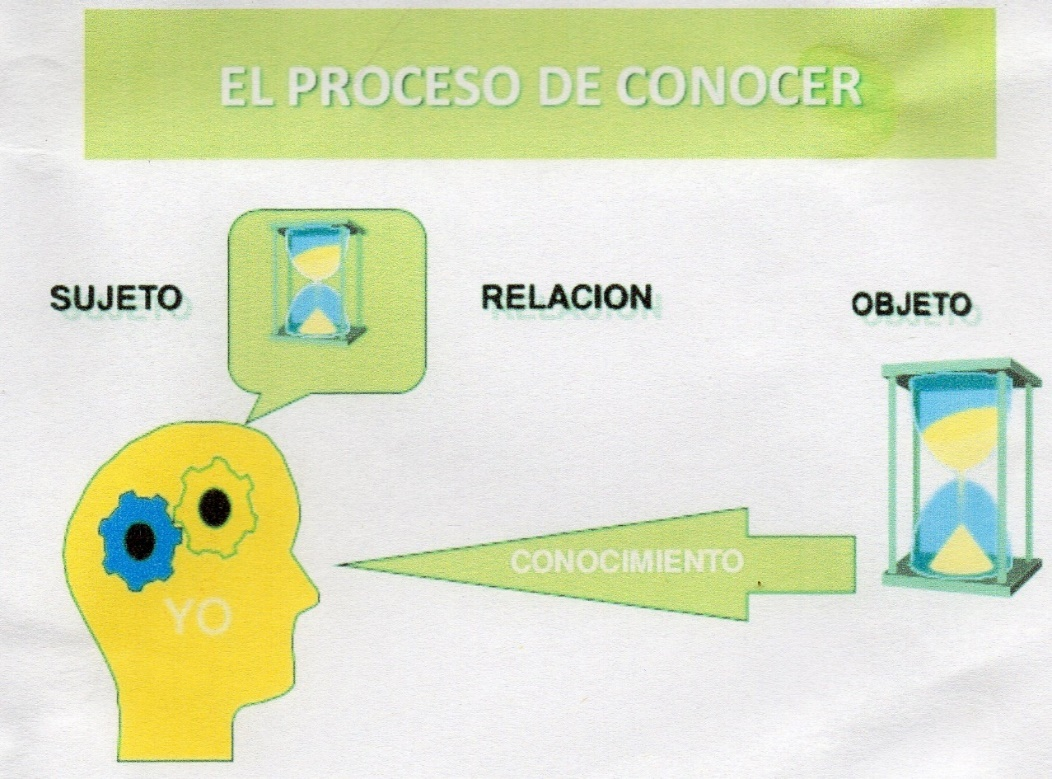 EL PROCESO DE CONOCER
SUJETO
RELACION
OBJETO
CONOCIMIENTO
YO